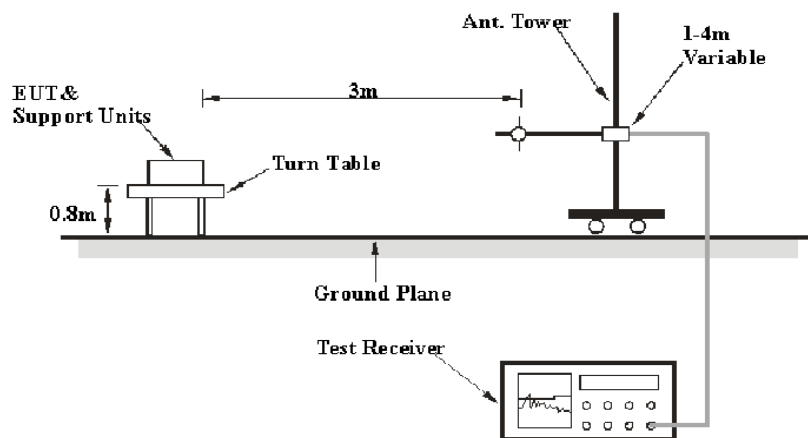 Ant. Tower
1-4m
Variable
3m
EUT&
Support Units
Turn Table
0.8m
Ground Plane
Test Receiver